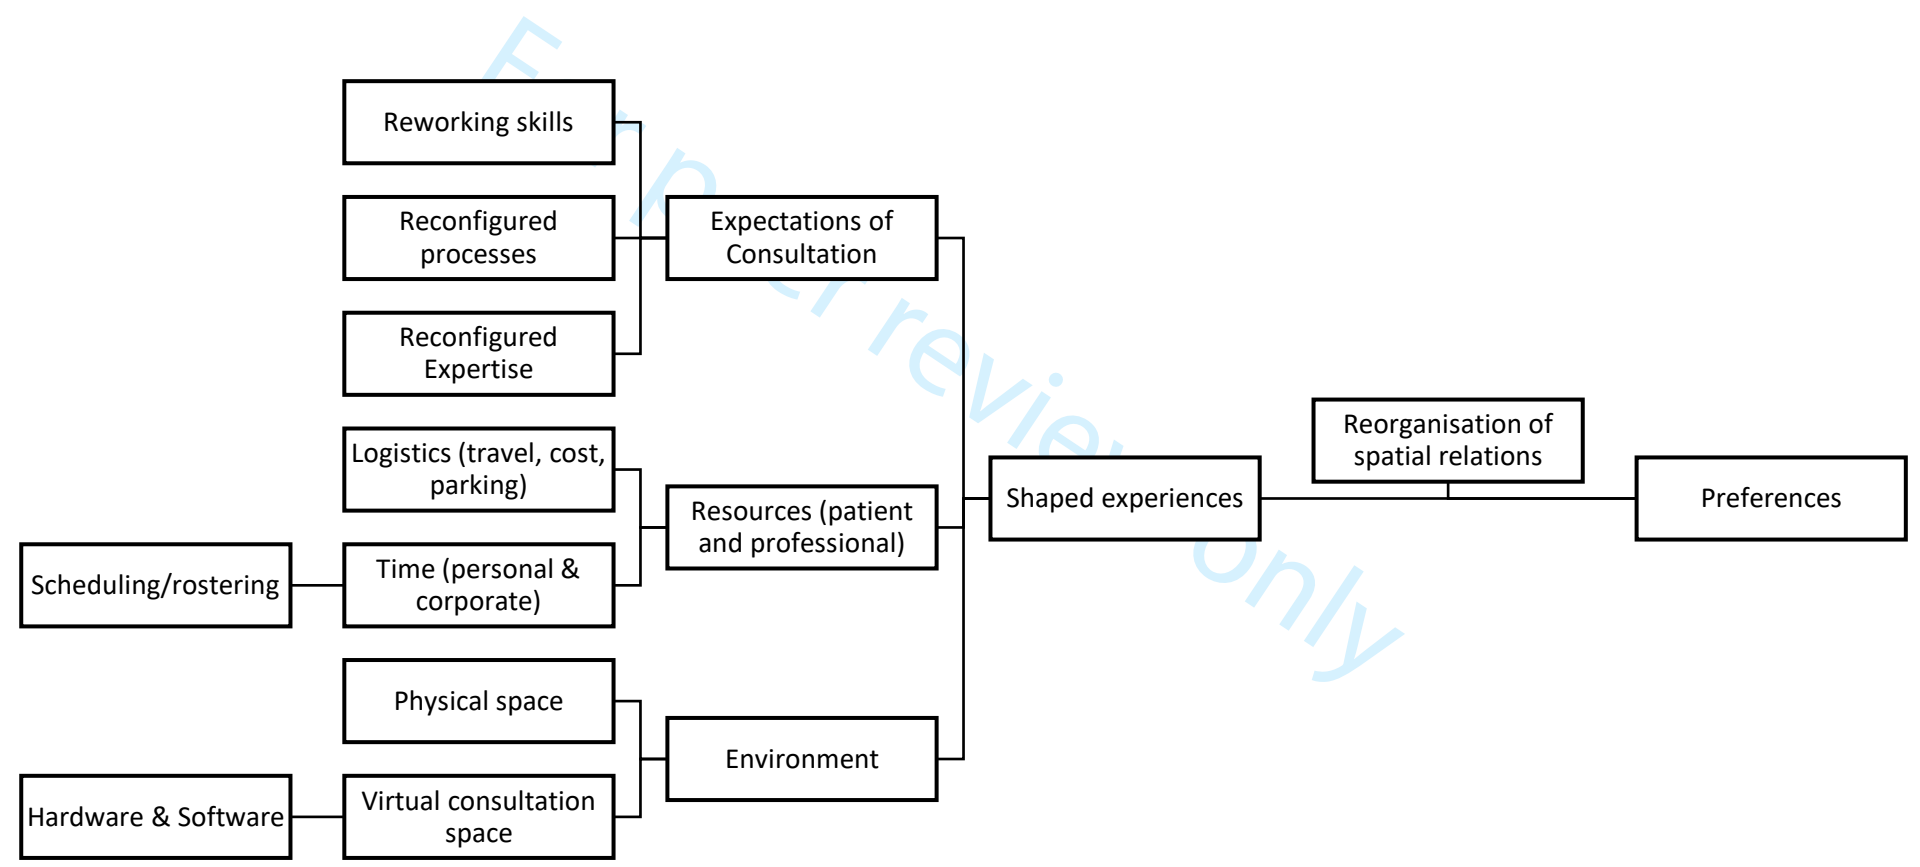 For peer review only
Reworking skills
Reconfigured
processes
Expectations of
Consultation
Reconfigured
Expertise
Logistics (travel, cost,
parking)
Resources (patient
and professional)
Scheduling/rostering
Time (personal &
corporate)
Physical space
Environment
Hardware & Software
Virtual consultation
space
Shaped experiences
Reorganisation of
spatial relations
Preferences